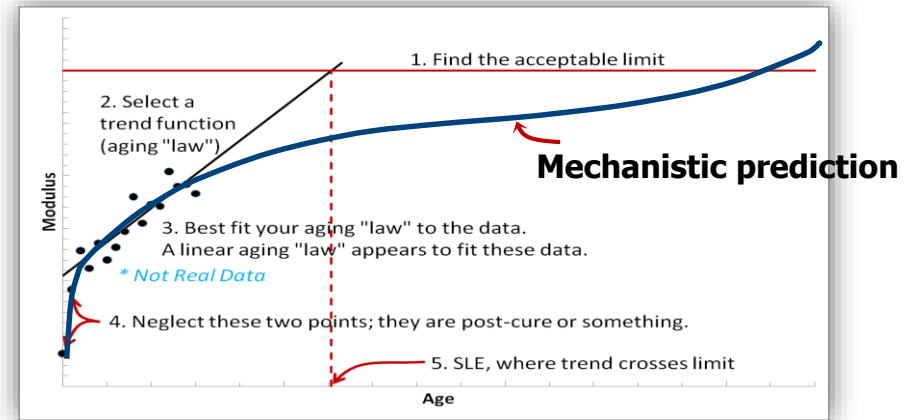 1. Find the acceptable limit
2. Select a
trend function
(aging "law")
Mechanistic prediction
Modulus
3. Best fit your aging "law" to the data.
A linear aging "law" appears to fit these data.
* Not Real Data
4. Neglect these two points; they are post-cure or something.
5. SLE, where trend crosses limit
Age